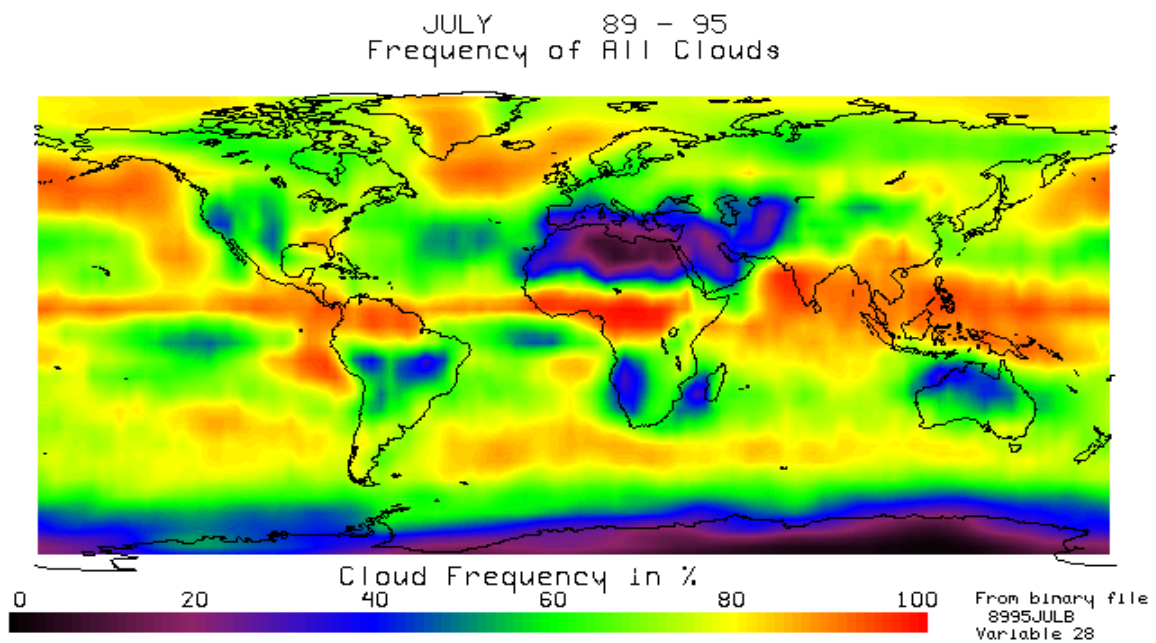 JULY 89 - 95
Frequency of All Clouds
Cloud Frequency in %
0 20 40 60 80 100
From binary file
8995JULB
Variable 28